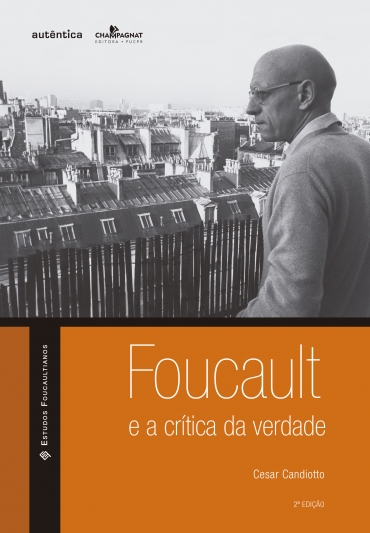 autêntica
CHAMPAGNAT
EDITORA • PUCPR
ESTUDOS FOUCAULTIANOS
Foucault
e a crítica da verdade
Cesar Candiotto
2ª EDIÇÃO